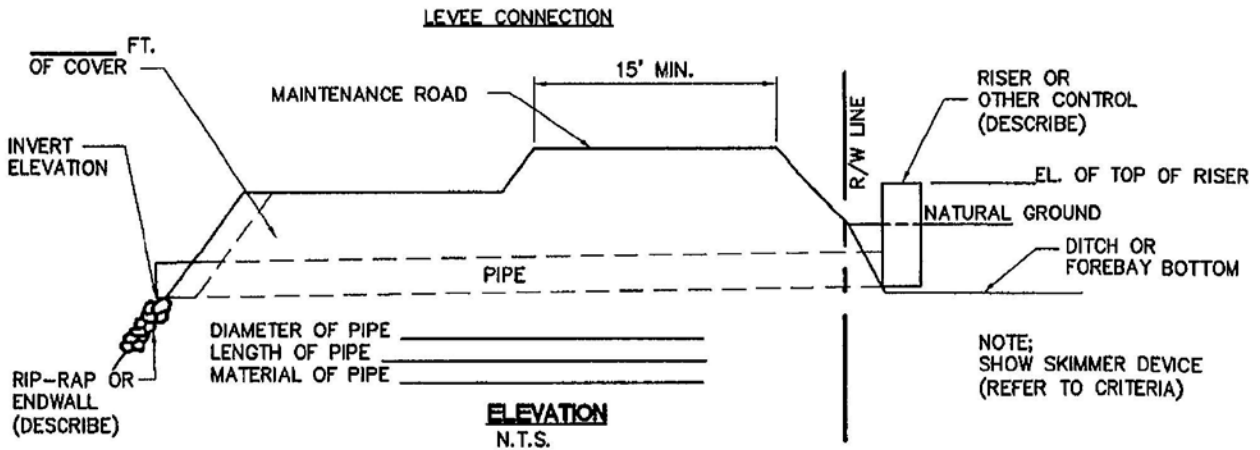 LEVEE CONNECTION
FT.
OF COVER
15' MIN.
MAINTENANCE ROAD
R/W LINE
RISER OR
OTHER CONTROL
(DESCRIBE)
INVERT
ELEVATION
EL. OF TOP OF RISER
NATURAL GROUND
DITCH OR
FOREBAY BOTTOM
PIPE
DIAMETER OF PIPE
LENGTH OF PIPE
MATERIAL OF PIPE
RIP-RAP OR
ENDWALL
(DESCRIBE)
NOTE;
SHOW SKIMMER DEVICE
(REFER TO CRITERIA)
ELEVATION
N.T.S.